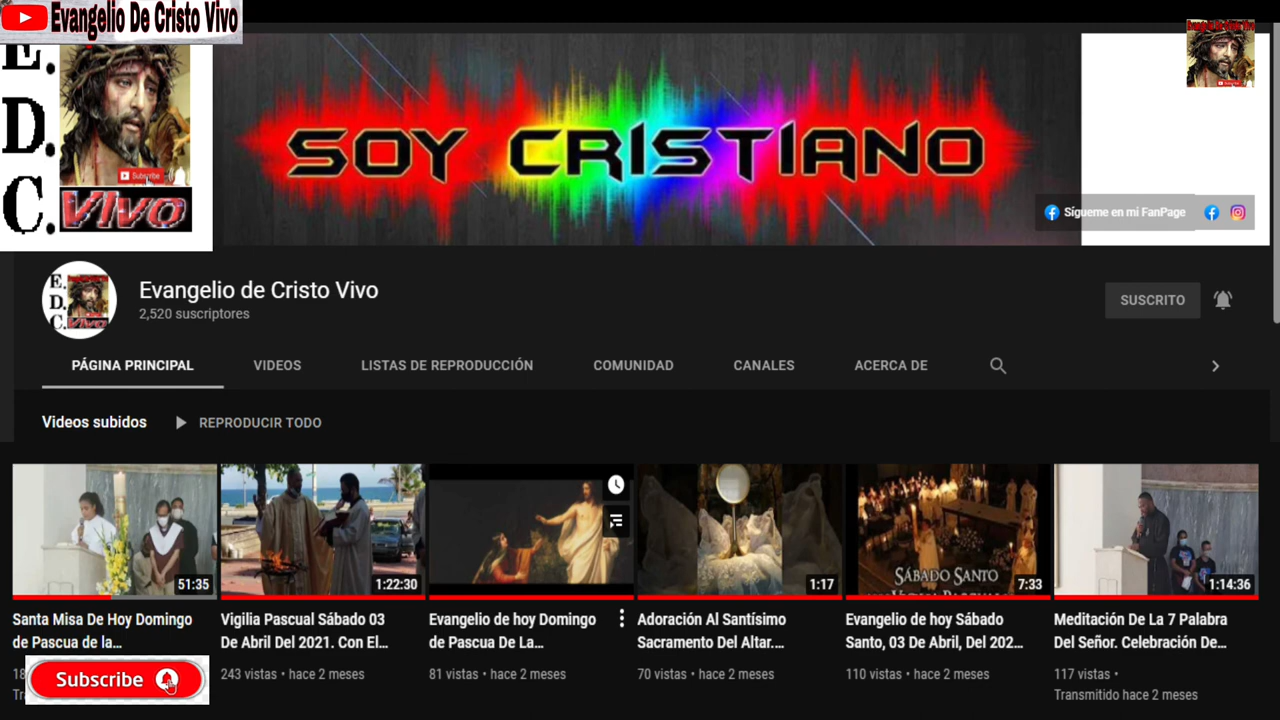 Evangelio De Cristo Vivo
Evangelio de Cristo Vivo
E.
D.
C.
Vivo
Subscribe
SOY CRISTIANO
Sígueme en mi FanPage
E.
D.
C.
Vivo
Evangelio de Cristo Vivo
2,520 suscriptores
SUSCRITO
PÁGINA PRINCIPAL
VIDEOS
LISTAS DE REPRODUCCIÓN
COMUNIDAD
CANALES
ACERCA DE
Videos subidos
REPRODUCIR TODO
51:35
1:22:30
1:17
SÁBADO SANTO
7:33
1:14:36
Santa Misa De Hoy Domingo
de Pascua de la...
Vigilia Pascual Sábado 03
De Abril Del 2021. Con El...
243 vistas • hace 2 meses
Evangelio de hoy Domingo
de Pascua De La...
81 vistas • hace 2 meses
Adoración Al Santísimo
Sacramento Del Altar....
70 vistas • hace 2 meses
Evangelio de hoy Sábado
Santo, 03 De Abril, Del 202...
110 vistas • hace 2 meses
Meditación De La 7 Palabra
Del Señor. Celebración De...
117 vistas •
Transmitido hace 2 meses
Subscribe